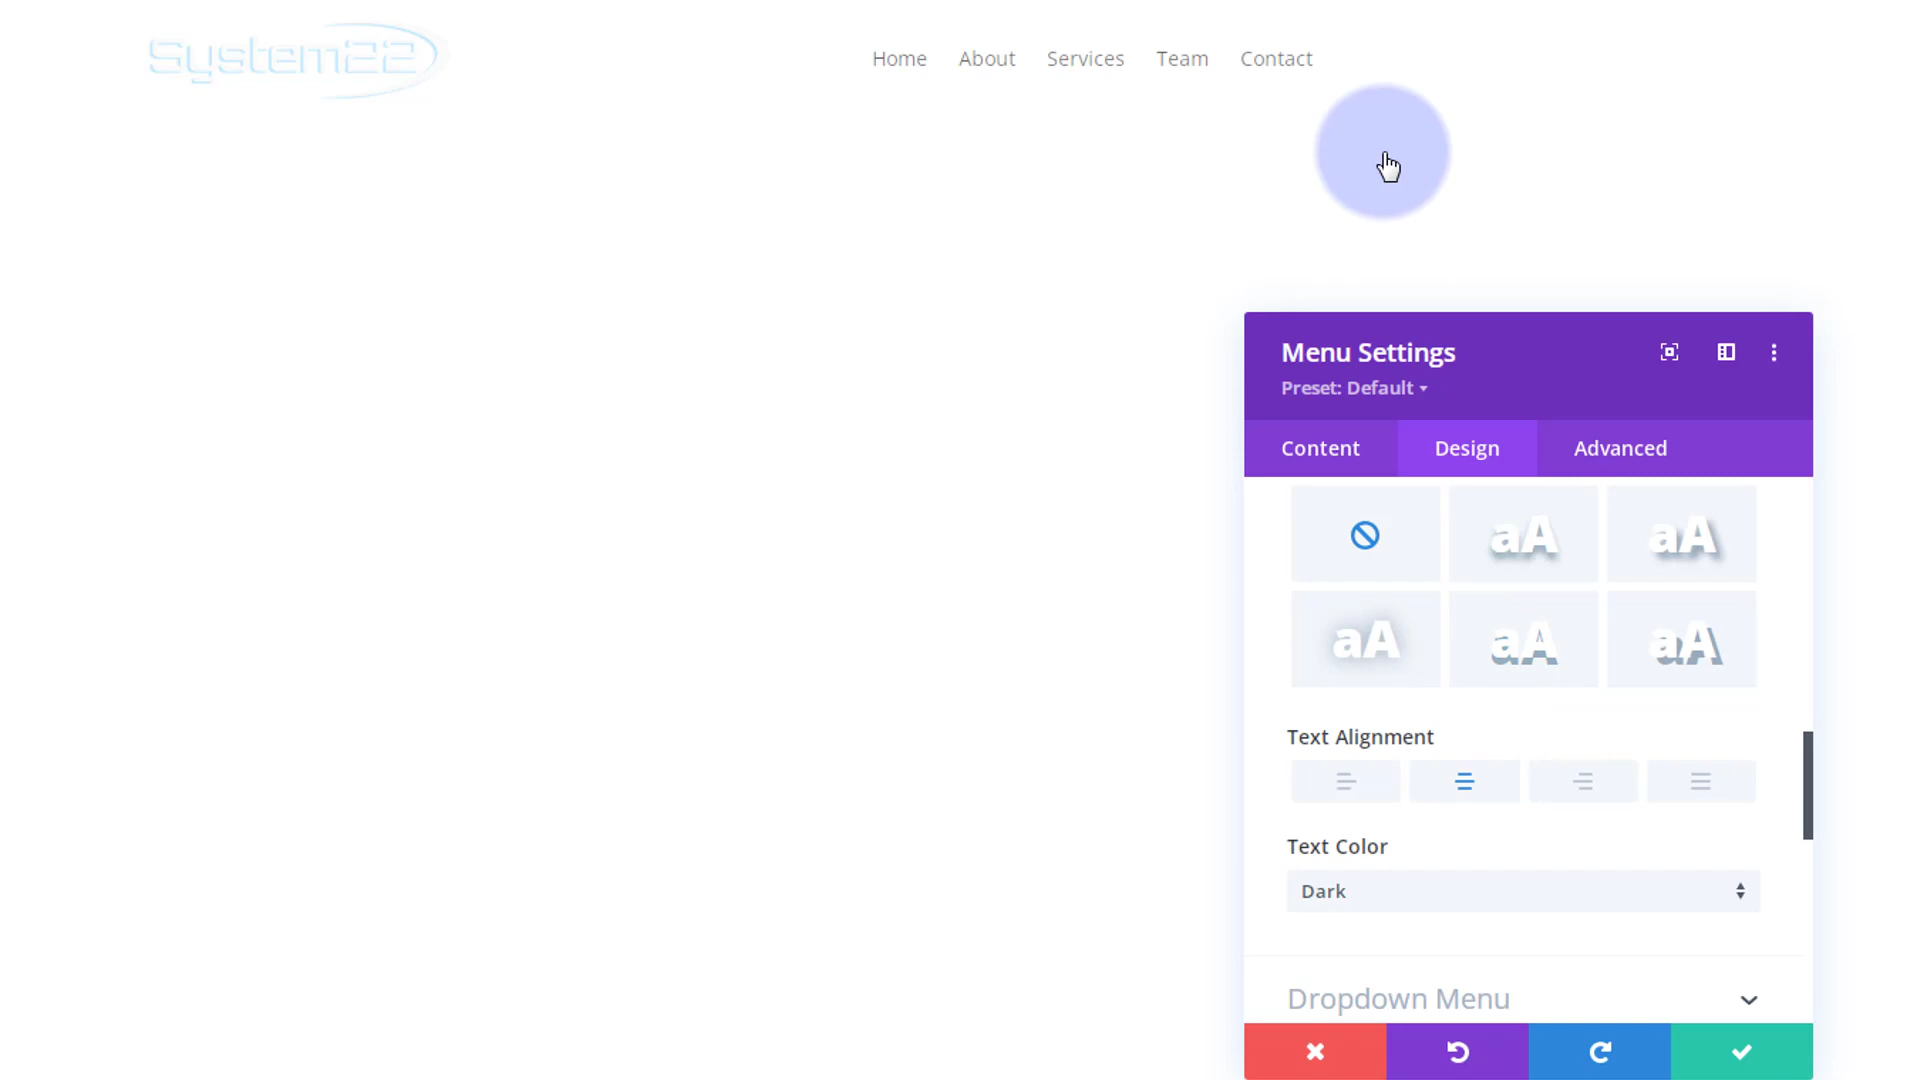 System22
Home About Services Team Contact
Menu Settings
Preset: Default
Content Design Advanced
aA aA
aA aA aA
Text Alignment
Text Color
Dark
Dropdown Menu